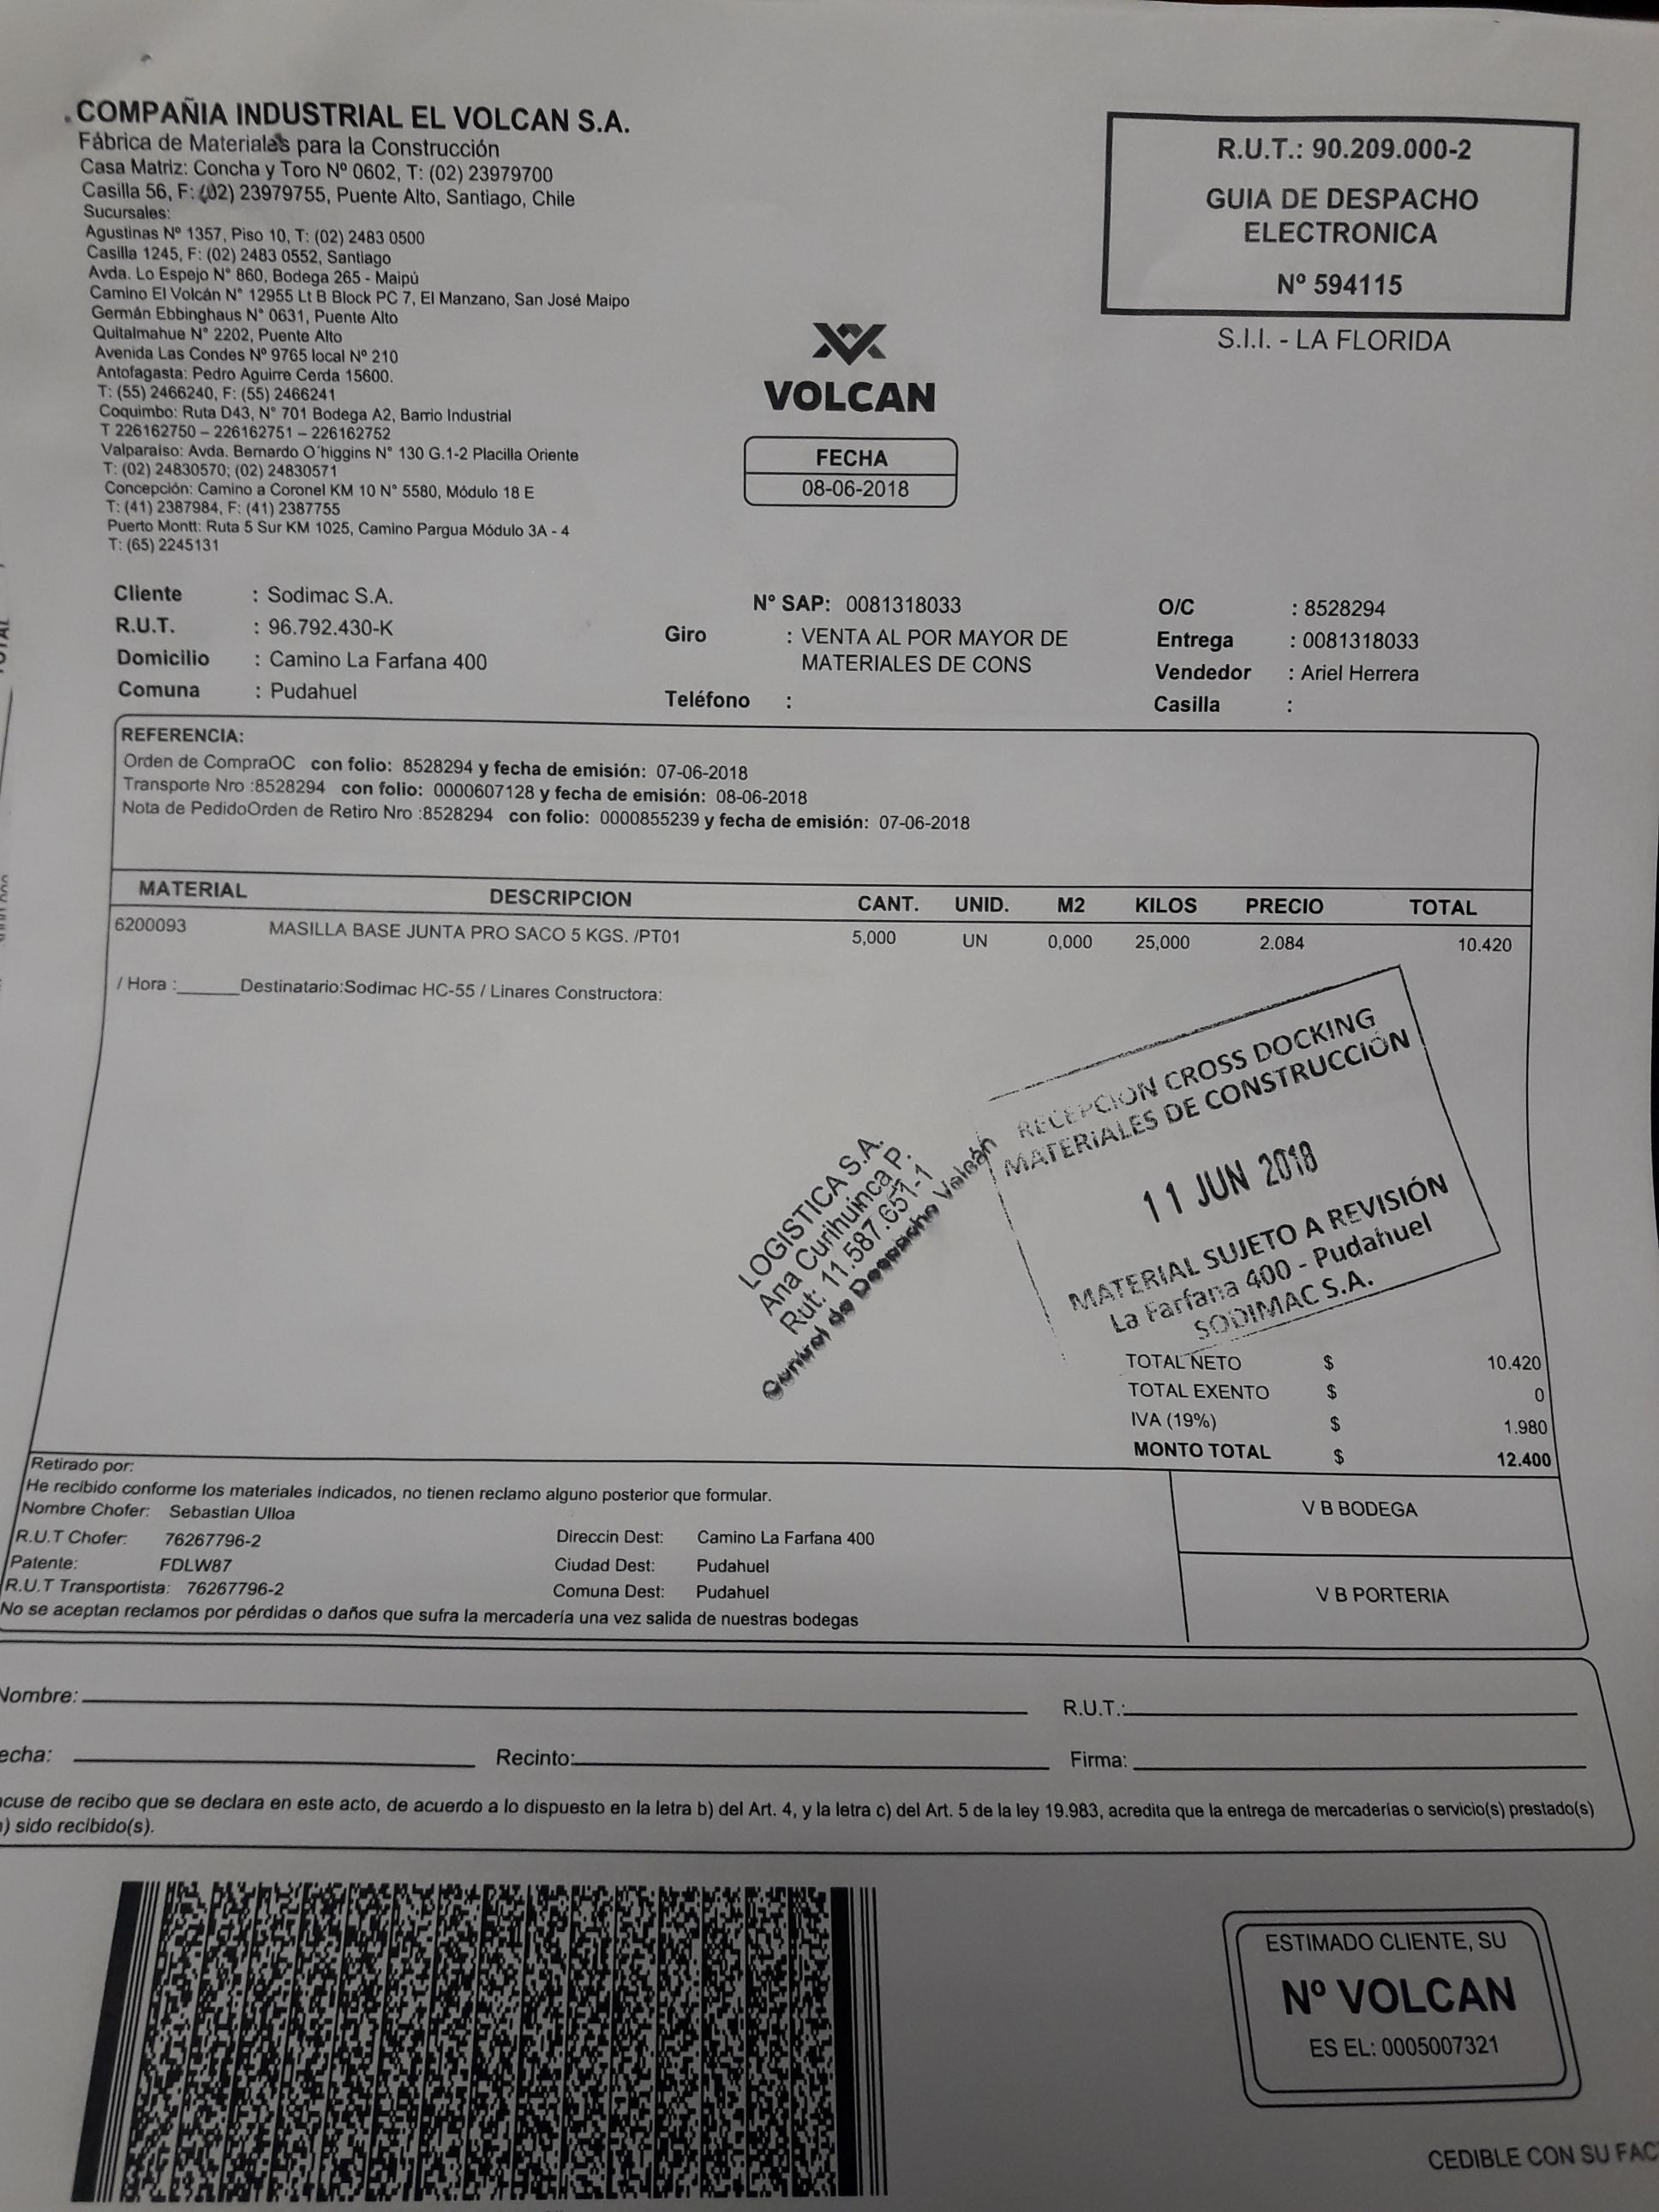 COMPAÑIA INDUSTRIAL EL VOLCAN S.A.
Fábrica de Materiales para la Construcción
Casa Matriz: Concha y Toro Nº 0602, T: (02) 23979700
Casilla 56, F: (02) 23979755, Puente Alto, Santiago, Chile
Sucursales:
Agustinas Nº 1357, Piso 10, T: (02) 2483 0500
Casilla 1245, F: (02) 2483 0552, Santiago
Avda. Lo Espejo N° 860, Bodega 265 - Maipú
Camino El Volcán N° 12955 Lt B Block PC 7, El Manzano, San José Maipo
Germán Ebbinghaus N° 0631, Puente Alto
Quitalmahue N° 2202, Puente Alto
Avenida Las Condes Nº 9765 local Nº 210
Antofagasta: Pedro Aguirre Cerda 15600.
T: (55) 2466240, F: (55) 2466241
Coquimbo: Ruta D43, N° 701 Bodega A2, Barrio Industrial
T 226162750 – 226162751 – 226162752
Valparaíso: Avda. Bernardo O´higgins N° 130 G.1-2 Placilla Oriente
T: (02) 24830570; (02) 24830571
Concepción: Camino a Coronel KM 10 N° 5580, Módulo 18 E
T: (41) 2387984, F: (41) 2387755
Puerto Montt: Ruta 5 Sur KM 1025, Camino Pargua Módulo 3A - 4
T: (65) 2245131
R.U.T.: 90.209.000-2
GUIA DE DESPACHO
ELECTRONICA
Nº 594115
S.I.I. - LA FLORIDA
VOLCAN
FECHA
08-06-2018
Cliente : Sodimac S.A.
R.U.T. : 96.792.430-K
Domicilio : Camino La Farfana 400
Comuna : Pudahuel
N° SAP: 0081318033
Giro : VENTA AL POR MAYOR DE
MATERIALES DE CONS
Teléfono :
O/C : 8528294
Entrega : 0081318033
Vendedor : Ariel Herrera
Casilla :
REFERENCIA:
Orden de CompraOC con folio: 8528294 y fecha de emisión: 07-06-2018
Transporte Nro :8528294 con folio: 0000607128 y fecha de emisión: 08-06-2018
Nota de PedidoOrden de Retiro Nro :8528294 con folio: 0000855239 y fecha de emisión: 07-06-2018
MATERIAL DESCRIPCION CANT. UNID. M2 KILOS PRECIO TOTAL
6200093 MASILLA BASE JUNTA PRO SACO 5 KGS. /PT01 5,000 UN 0,000 25,000 2.084 10.420
/ Hora :______Destinatario:Sodimac HC-55 / Linares Constructora:
LOGISTICA S.A.
Ana Curihuinca P.
Rut: 11.587.651-1
Control de Despacho Volcán
RECEPCION CROSS DOCKING
MATERIALES DE CONSTRUCCIÓN
11 JUN 2018
MATERIAL SUJETO A REVISIÓN
La Farfana 400 - Pudahuel
SODIMAC S.A.
TOTAL NETO $ 10.420
TOTAL EXENTO $ 0
IVA (19%) $ 1.980
MONTO TOTAL $ 12.400
Retirado por:
He recibido conforme los materiales indicados, no tienen reclamo alguno posterior que formular.
Nombre Chofer: Sebastian Ulloa
R.U.T Chofer: 76267796-2
Patente: FDLW87
R.U.T Transportista: 76267796-2
Direccin Dest: Camino La Farfana 400
Ciudad Dest: Pudahuel
Comuna Dest: Pudahuel
No se aceptan reclamos por pérdidas o daños que sufra la mercadería una vez salida de nuestras bodegas
V B BODEGA
V B PORTERIA
Nombre:
R.U.T.:
echa:
Recinto:
Firma:
cuse de recibo que se declara en este acto, de acuerdo a lo dispuesto en la letra b) del Art. 4, y la letra c) del Art. 5 de la ley 19.983, acredita que la entrega de mercaderías o servicio(s) prestado(s)
) sido recibido(s).
ESTIMADO CLIENTE, SU
Nº VOLCAN
ES EL: 0005007321
CEDIBLE CON SU FAC